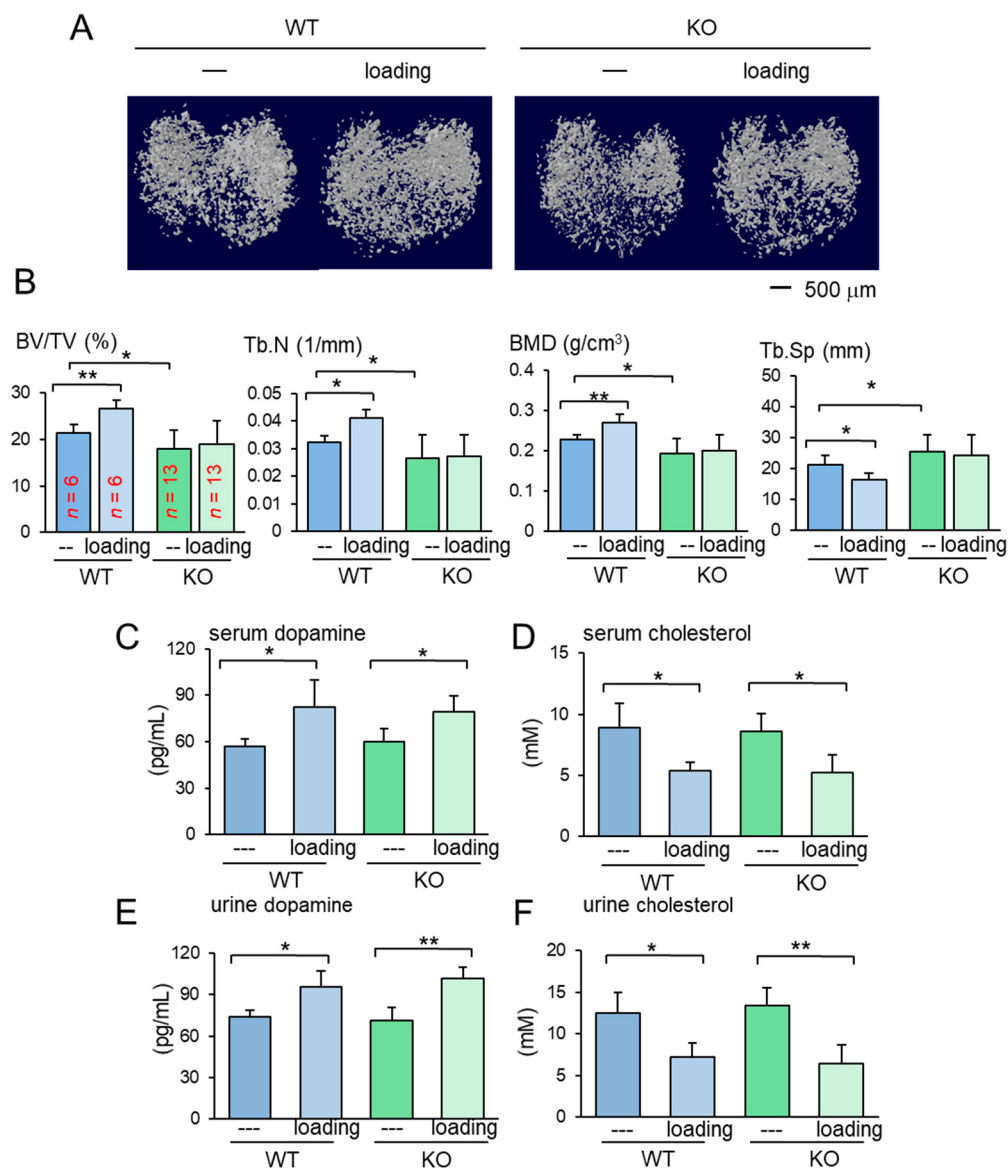 A
WT KO
— loading — loading
500 μm
B
BV/TV (%) Tb.N (1/mm) BMD (g/cm³) Tb.Sp (mm)
* * * *
** * ** *
30 0.05 0.4 50
20 0.04 0.3 40
10 0.03 0.2 30
0 0.02 0.1 20
0.01 0 10
0 0
n = 6 n = 6 n = 13 n = 13
-- loading -- loading -- loading -- loading -- loading -- loading -- loading -- loading
WT KO WT KO WT KO WT KO
C serum dopamine D serum cholesterol
* * * *
(pg/mL) (mM)
120 15
90 10
60 5
30 0
0
--- loading --- loading --- loading --- loading
WT KO WT KO
E urine dopamine F urine cholesterol
* ** * **
(pg/mL) (mM)
120 20
90 15
60 10
30 5
0 0
--- loading --- loading --- loading --- loading
WT KO WT KO